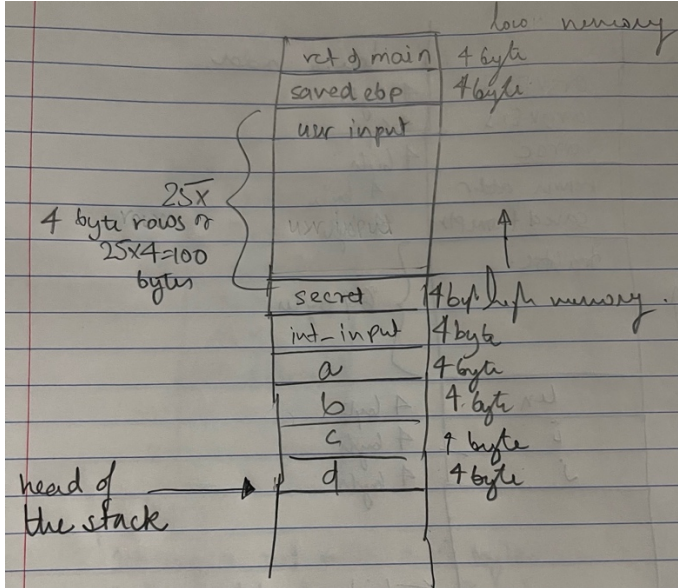 low memory
ret of main 4 byte
saved ebp 4 byte
user input
25x
4 byte rows or
25x4=100
bytes
secret 4 byt high memory.
int_input 4 byte
a 4 byte
b 4 byte
c 4 byte
d 4 byte
head of
the stack